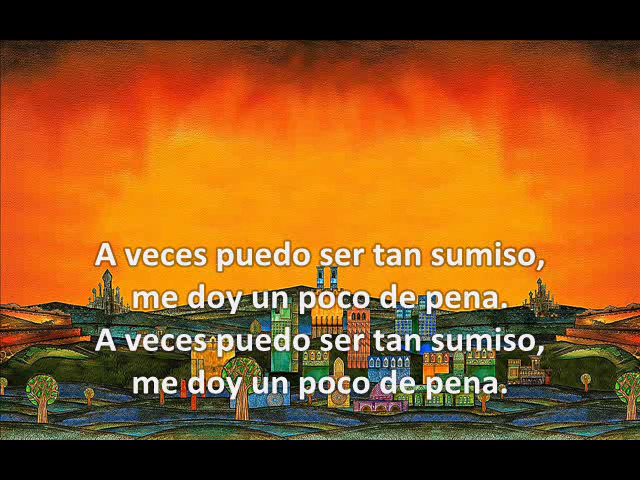 A veces puedo ser tan sumiso,
me doy un poco de pena.
A veces puedo ser tan sumiso,
me doy un poco de pena.